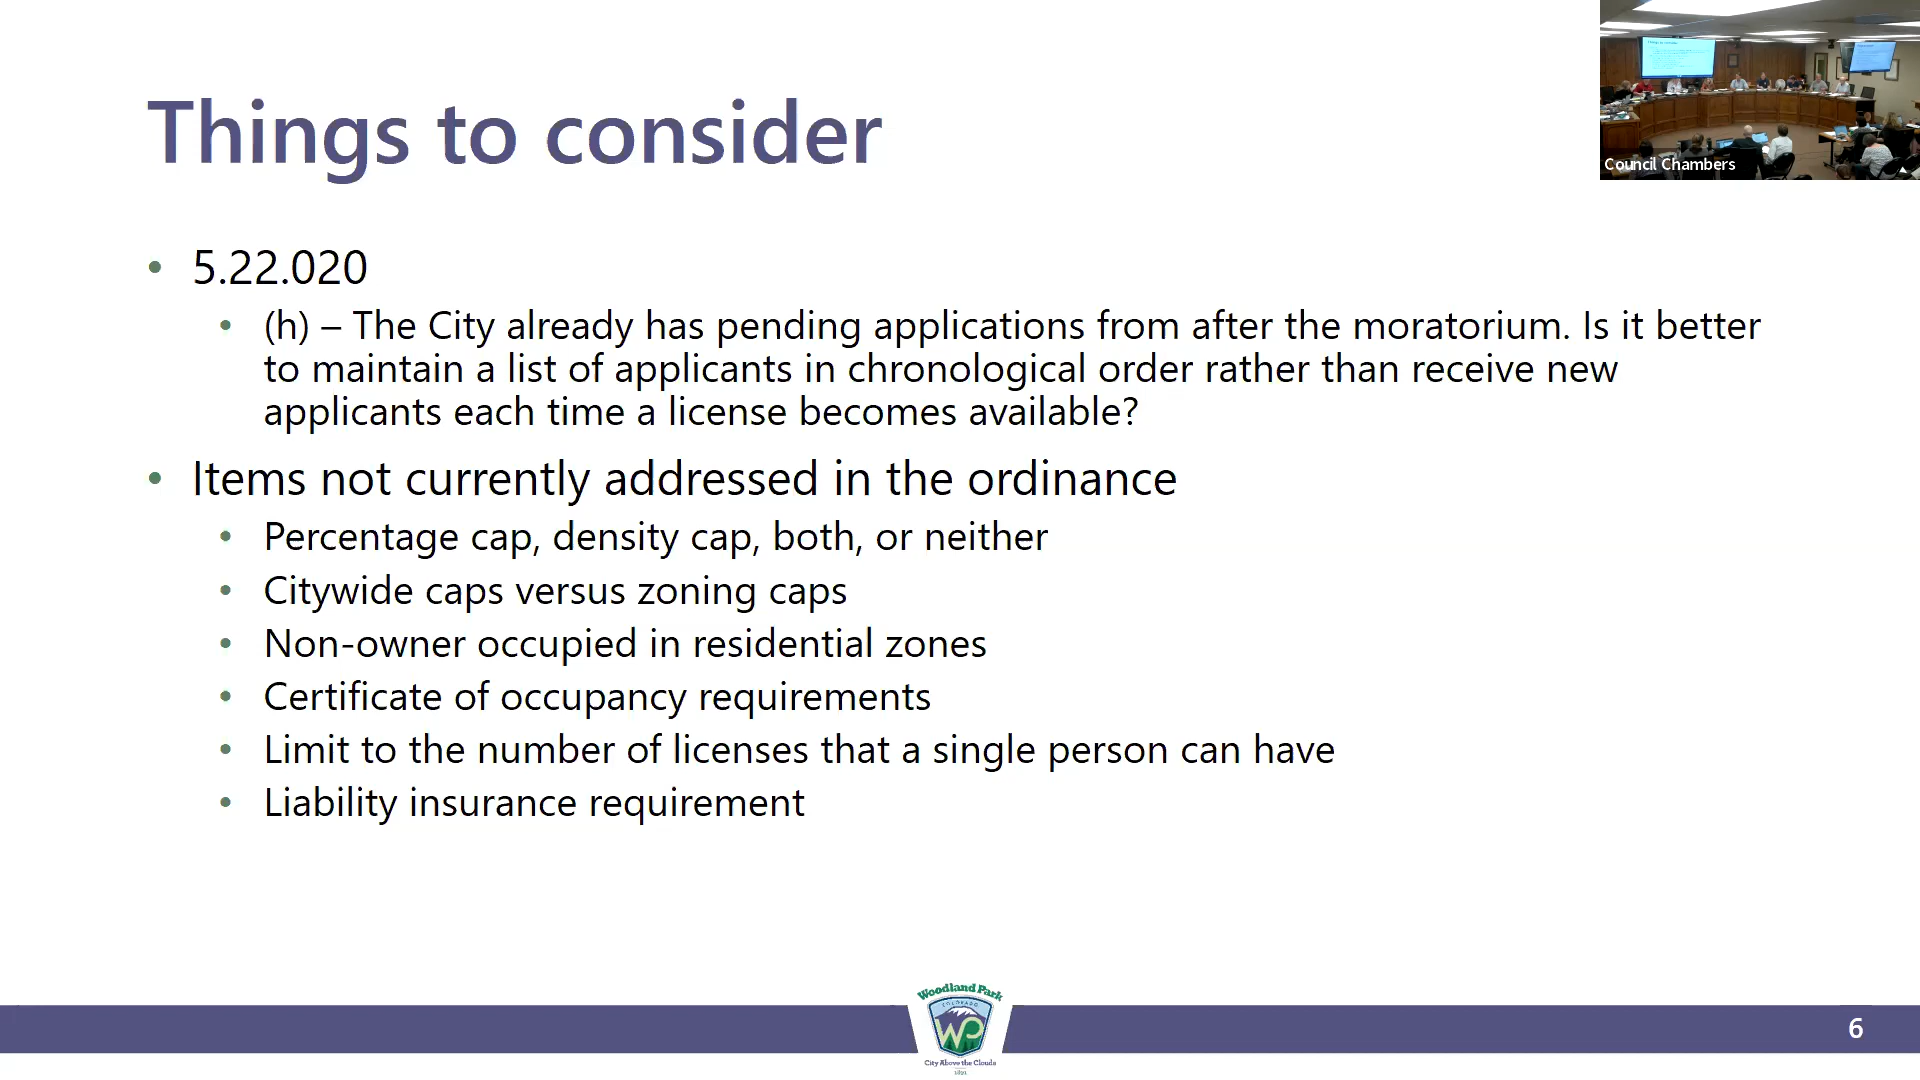 Things to consider
Council Chambers
• 5.22.020
• (h) – The City already has pending applications from after the moratorium. Is it better
to maintain a list of applicants in chronological order rather than receive new
applicants each time a license becomes available?
• Items not currently addressed in the ordinance
• Percentage cap, density cap, both, or neither
• Citywide caps versus zoning caps
• Non-owner occupied in residential zones
• Certificate of occupancy requirements
• Limit to the number of licenses that a single person can have
• Liability insurance requirement
Woodland Park
COLORADO
WP
City Above the Clouds
1891
6